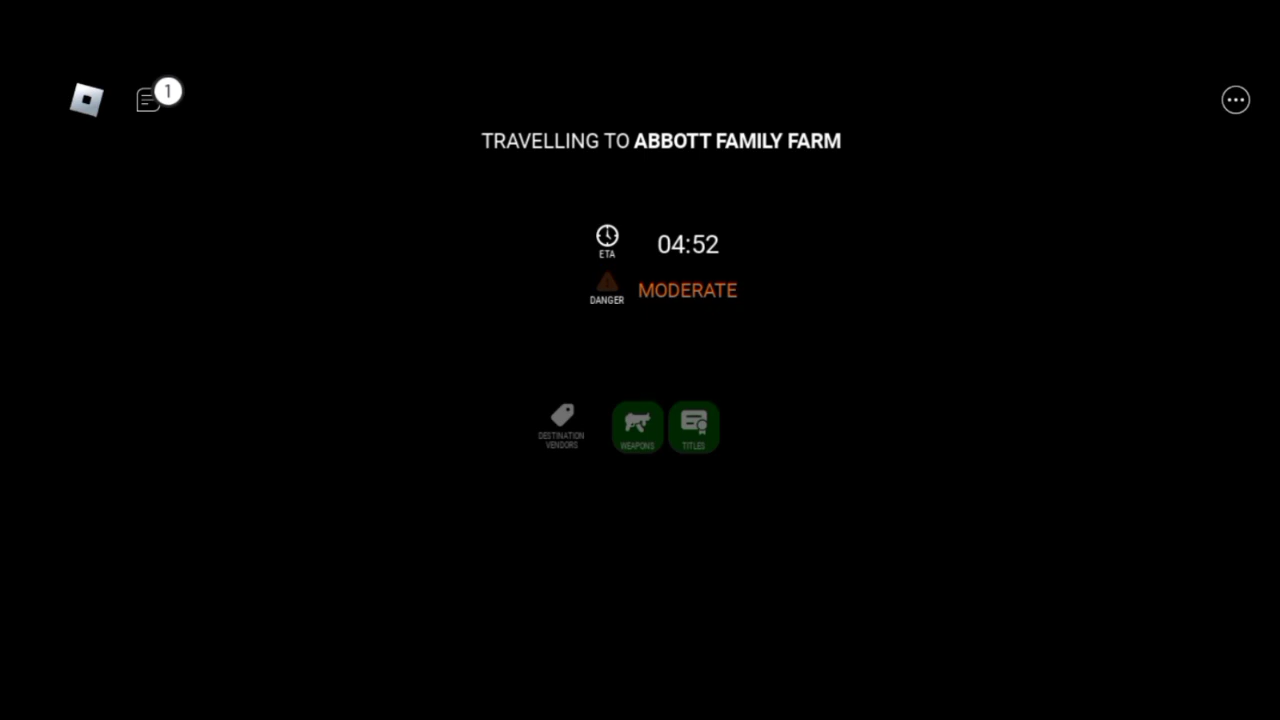 1
TRAVELLING TO ABBOTT FAMILY FARM
ETA
04:52
DANGER
MODERATE
DESTINATION
VENDORS
WEAPONS
TITLES